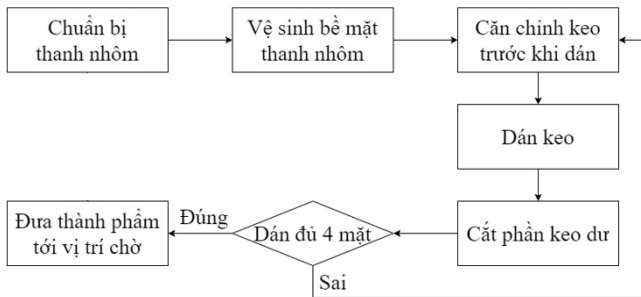 Chuẩn bị
thanh nhôm
Vệ sinh bề mặt
thanh nhôm
Căn chỉnh keo
trước khi dán
Dán keo
Cắt phần keo dư
Dán đủ 4 mặt
Đúng
Đưa thành phẩm
tới vị trí chờ
Sai